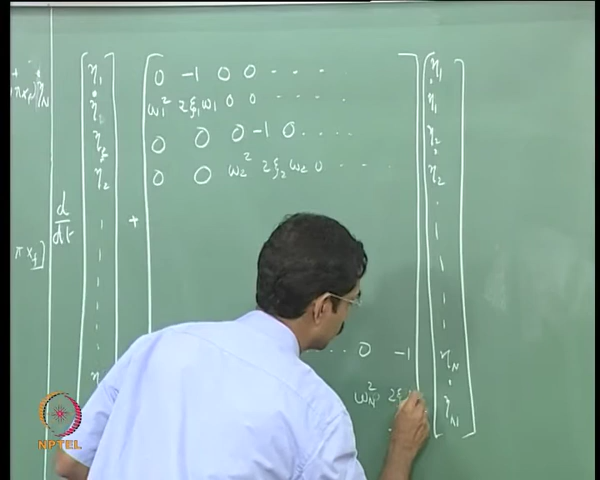 η₁ 0 -1 0 0 - - - - - - η₁
η̇₁ ω₁² 2ξ₁ω₁ 0 0 - - - - - η̇₁
η₂ 0 0 0 -1 0 - - - - η₂
η̇₂ 0 0 ω₂² 2ξ₂ω₂ 0 - - - η̇₂
d/dt +
πx_f]
- - 0 -1 η_N
ω_N² 2ξ η̇_N
NPTEL